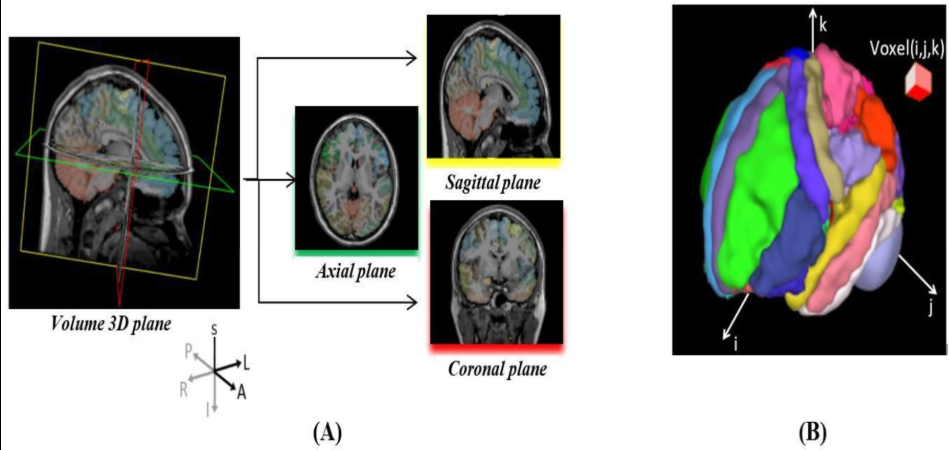 k
Voxel(i,j,k)
Sagittal plane
Axial plane
Volume 3D plane
j
i
Coronal plane
s
P
L
R
A
I
(A)
(B)